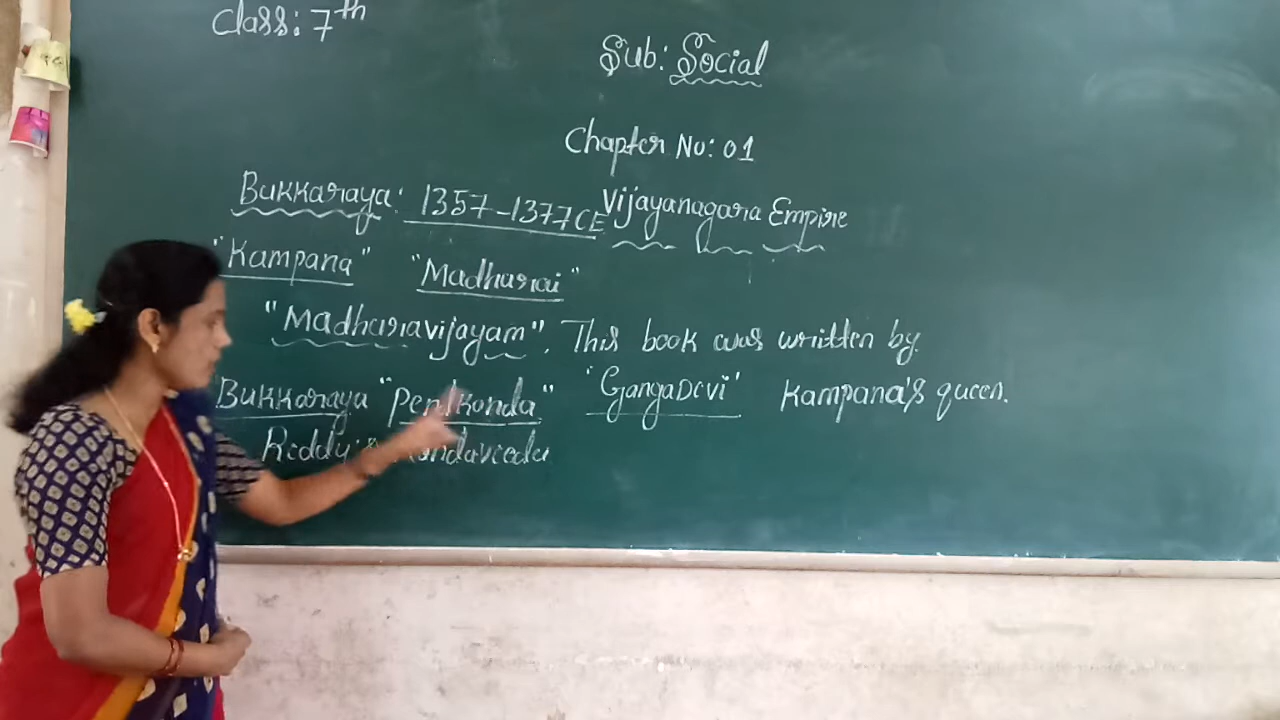 Class: 7th
Sub: Social
Chapter No: 01
Vijayanagara Empire
Bukkaraya: 1357-1377CE
"Kampana" "Madhurai"
"Madhuravijayam". This book was written by
'GangaDevi' Kampana's queen.
Bukkaraya "Penukonda"
Reddy's